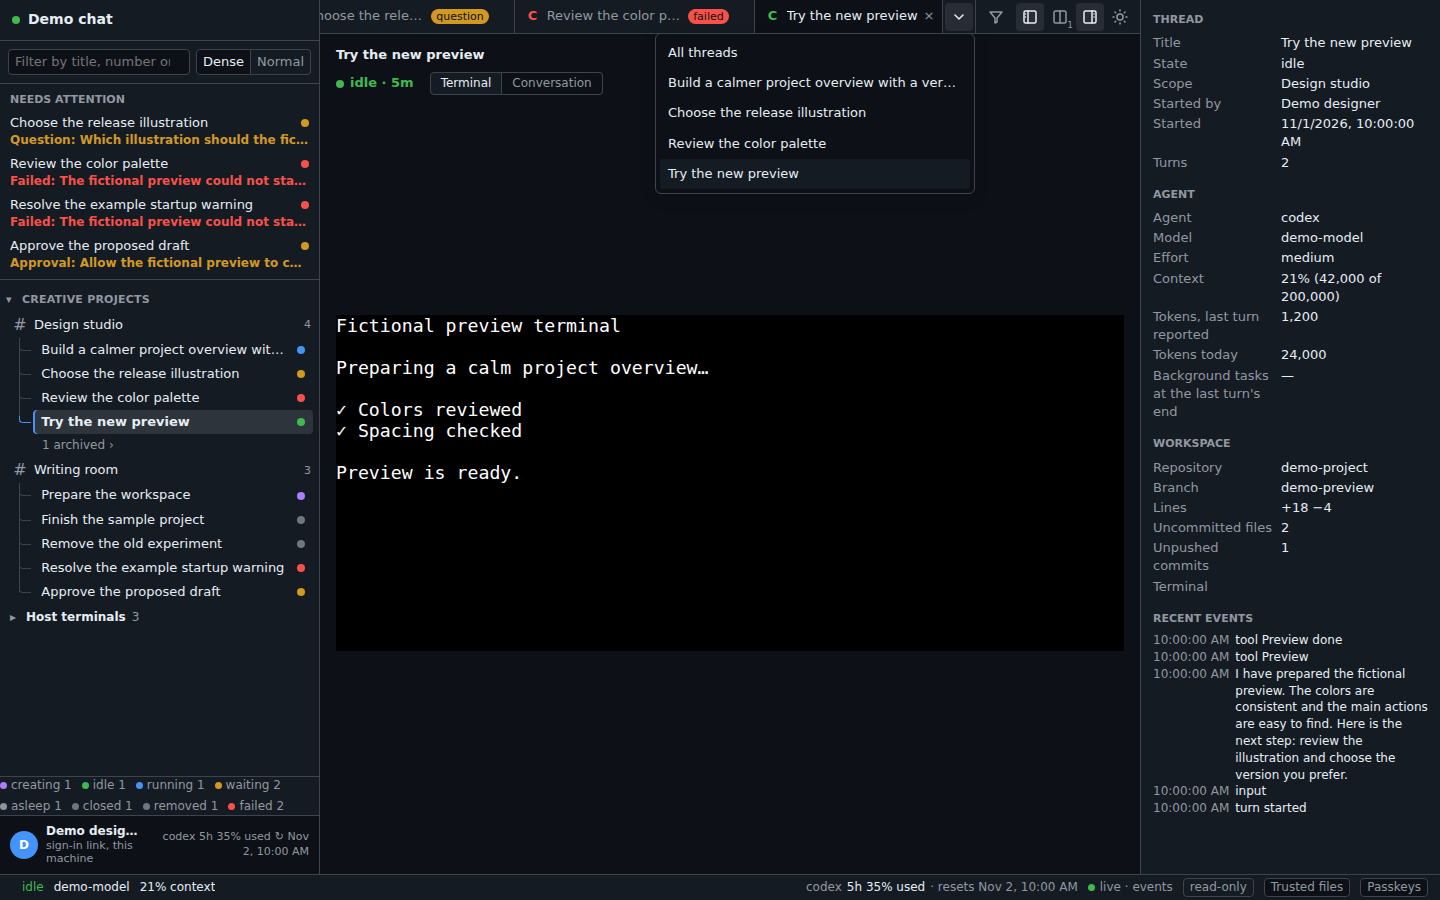 Demo chat
Dense
Normal
NEEDS ATTENTION
Choose the release illustration
Question: Which illustration should the fic…
Review the color palette
Failed: The fictional preview could not sta…
Resolve the example startup warning
Failed: The fictional preview could not sta…
Approve the proposed draft
Approval: Allow the fictional preview to c…
CREATIVE PROJECTS
# Design studio 4
Build a calmer project overview wit…
Choose the release illustration
Review the color palette
Try the new preview
1 archived ›
# Writing room 3
Prepare the workspace
Finish the sample project
Remove the old experiment
Resolve the example startup warning
Approve the proposed draft
Host terminals 3
creating 1 idle 1 running 1 waiting 2
asleep 1 closed 1 removed 1 failed 2
D
Demo desig…
sign-in link, this
machine
codex 5h 35% used ↻ Nov
2, 10:00 AM
hoose the rele… question
C Review the color p… failed
C Try the new preview ×
1
Try the new preview
idle · 5m
Terminal
Conversation
All threads
Build a calmer project overview with a ver…
Choose the release illustration
Review the color palette
Try the new preview
Fictional preview terminal
Preparing a calm project overview…
✓ Colors reviewed
✓ Spacing checked
Preview is ready.
THREAD
Title Try the new preview
State idle
Scope Design studio
Started by Demo designer
Started 11/1/2026, 10:00:00
AM
Turns 2
AGENT
Agent codex
Model demo-model
Effort medium
Context 21% (42,000 of
200,000)
Tokens, last turn 1,200
reported
Tokens today 24,000
Background tasks —
at the last turn's
end
WORKSPACE
Repository demo-project
Branch demo-preview
Lines +18 −4
Uncommitted files 2
Unpushed 1
commits
Terminal
RECENT EVENTS
10:00:00 AM tool Preview done
10:00:00 AM tool Preview
10:00:00 AM I have prepared the fictional
preview. The colors are
consistent and the main actions
are easy to find. Here is the
next step: review the
illustration and choose the
version you prefer.
10:00:00 AM input
10:00:00 AM turn started
idle demo-model 21% context
codex 5h 35% used · resets Nov 2, 10:00 AM
live · events
read-only
Trusted files
Passkeys
Filter by title, number or